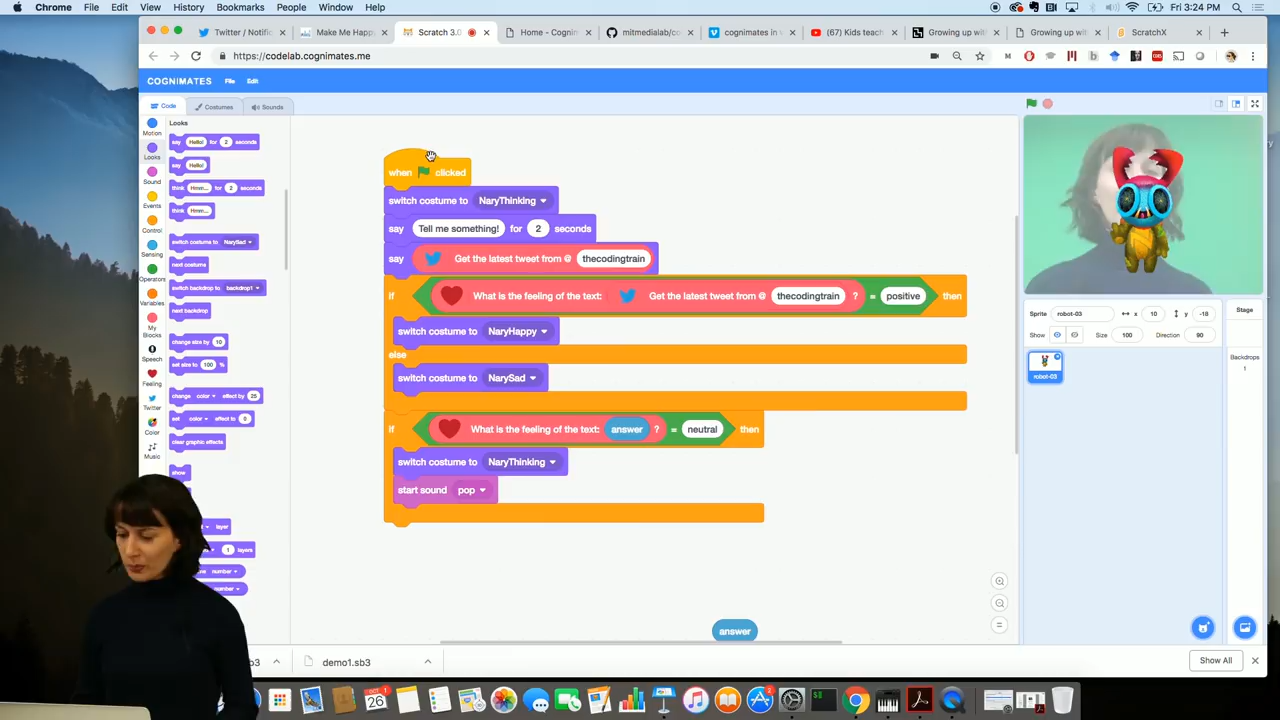 Chrome File Edit View History Bookmarks People Window Help Fri 3:24 PM
Twitter / Notific Make Me Happ Scratch 3.0 Home - Cognim mitmedialab/co cognimates in (67) Kids teac Growing up wit Growing up wit ScratchX
https://codelab.cognimates.me
COGNIMATES File Edit
Code Costumes Sounds
Motion
Looks
Sound
Events
Control
Sensing
Operators
Variables
My Blocks
Speech
Feeling
Twitter
Color
Music
Looks
say Hello! for 2 seconds
say Hello!
think Hmm... for 2 seconds
think Hmm...
switch costume to NarySad
next costume
switch backdrop to backdrop1
next backdrop
change size by 10
set size to 100 %
change color effect by 25
set color effect to 0
clear graphic effects
show
layer
1 layers
number
number
when clicked
switch costume to NaryThinking
say Tell me something! for 2 seconds
say Get the latest tweet from @ thecodingtrain
If What is the feeling of the text: Get the latest tweet from @ thecodingtrain ? = positive then
switch costume to NaryHappy
else
switch costume to NarySad
If What is the feeling of the text: answer ? = neutral then
switch costume to NaryThinking
start sound pop
answer
Sprite robot-03 x 10 y -18
Show Size 100 Direction 90
robot-03
Stage
Backdrops
1
b3 demo1.sb3 Show All
OCT
26